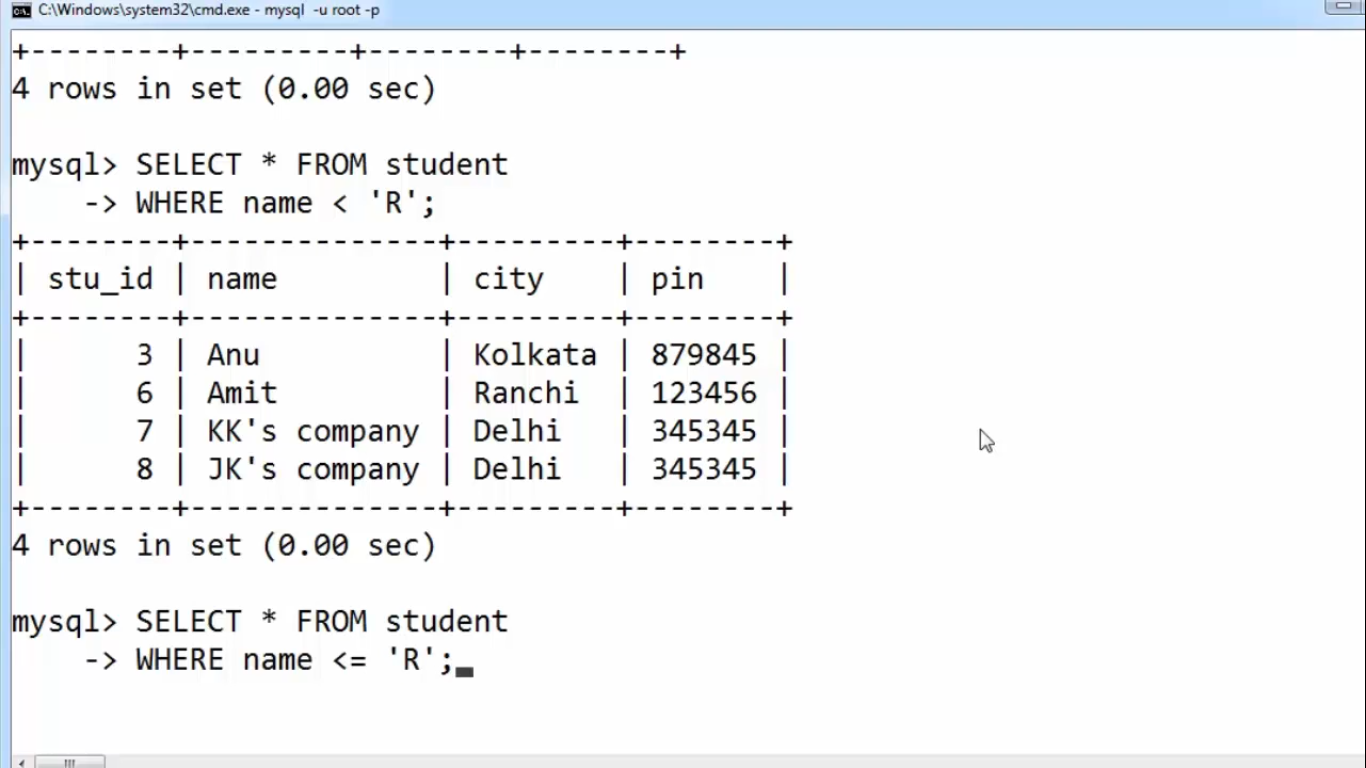 C:\Windows\system32\cmd.exe - mysql -u root -p
+--------+---------+--------+--------+
4 rows in set (0.00 sec)
mysql> SELECT * FROM student
    -> WHERE name < 'R';
+--------+--------------+---------+--------+
| stu_id | name         | city    | pin    |
+--------+--------------+---------+--------+
|      3 | Anu          | Kolkata | 879845 |
|      6 | Amit         | Ranchi  | 123456 |
|      7 | KK's company | Delhi   | 345345 |
|      8 | JK's company | Delhi   | 345345 |
+--------+--------------+---------+--------+
4 rows in set (0.00 sec)
mysql> SELECT * FROM student
    -> WHERE name <= 'R';